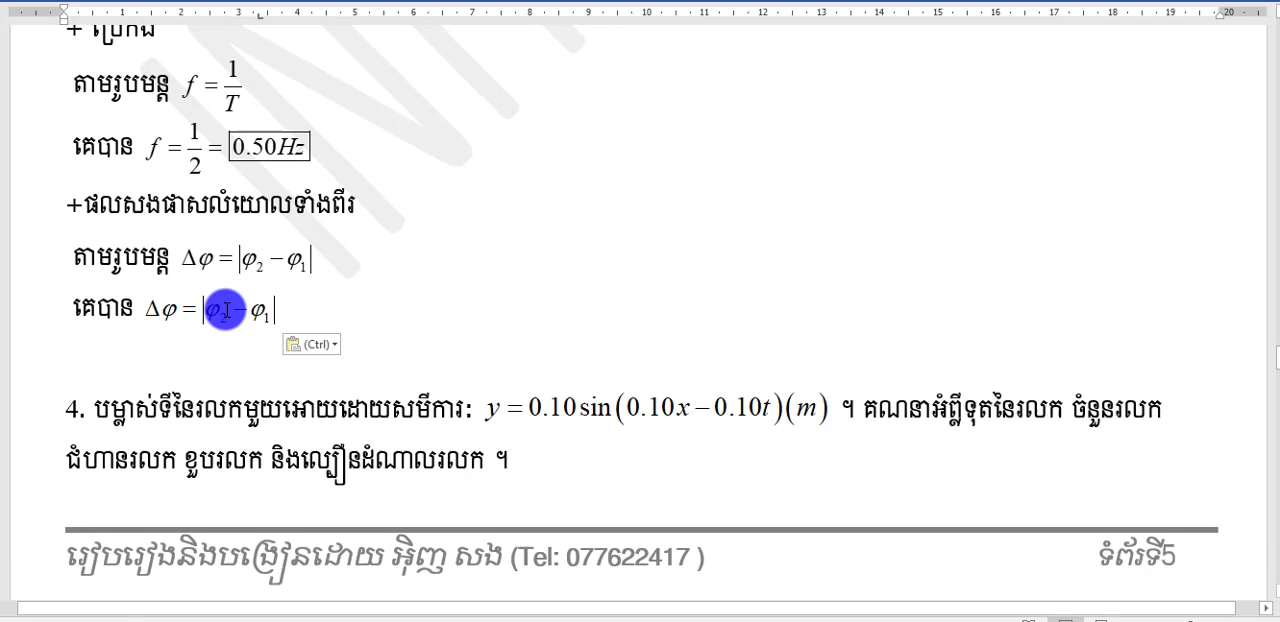 + ប្រេកង់
តាមរូបមន្ត f = 1/T
គេបាន f = 1/2 = 0.50Hz
+ផលសងផាសលំយោលទាំងពីរ
តាមរូបមន្ត Δφ = |φ₂ − φ₁|
គេបាន Δφ = |φ₂ − φ₁|
(Ctrl)
4. បម្លាស់ទីនៃរលកមួយអោយដោយសមីការ: y = 0.10sin(0.10x − 0.10t)(m) ។ គណនាអំព្លីទុតនៃរលក ចំនួនរលក
ជំហានរលក ខួបរលក និងល្បឿនដំណាលរលក ។
រៀបរៀងនិងបង្រៀនដោយ អ៊ិញ សង (Tel: 077622417 ) ទំព័រទី5